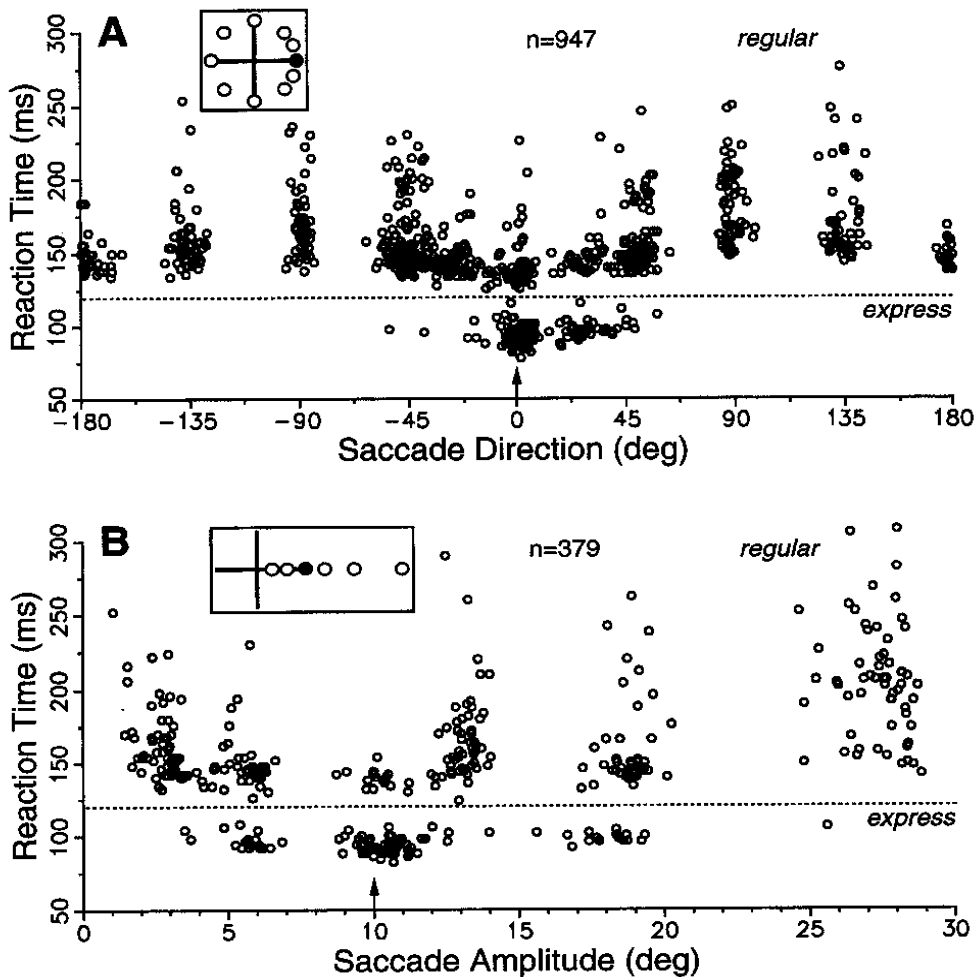 A
n=947
regular
300
250
200
150
100
50
Reaction Time (ms)
express
-180 -135 -90 -45 0 45 90 135 180
Saccade Direction (deg)
B
n=379
regular
300
250
200
150
100
50
Reaction Time (ms)
express
0 5 10 15 20 25 30
Saccade Amplitude (deg)